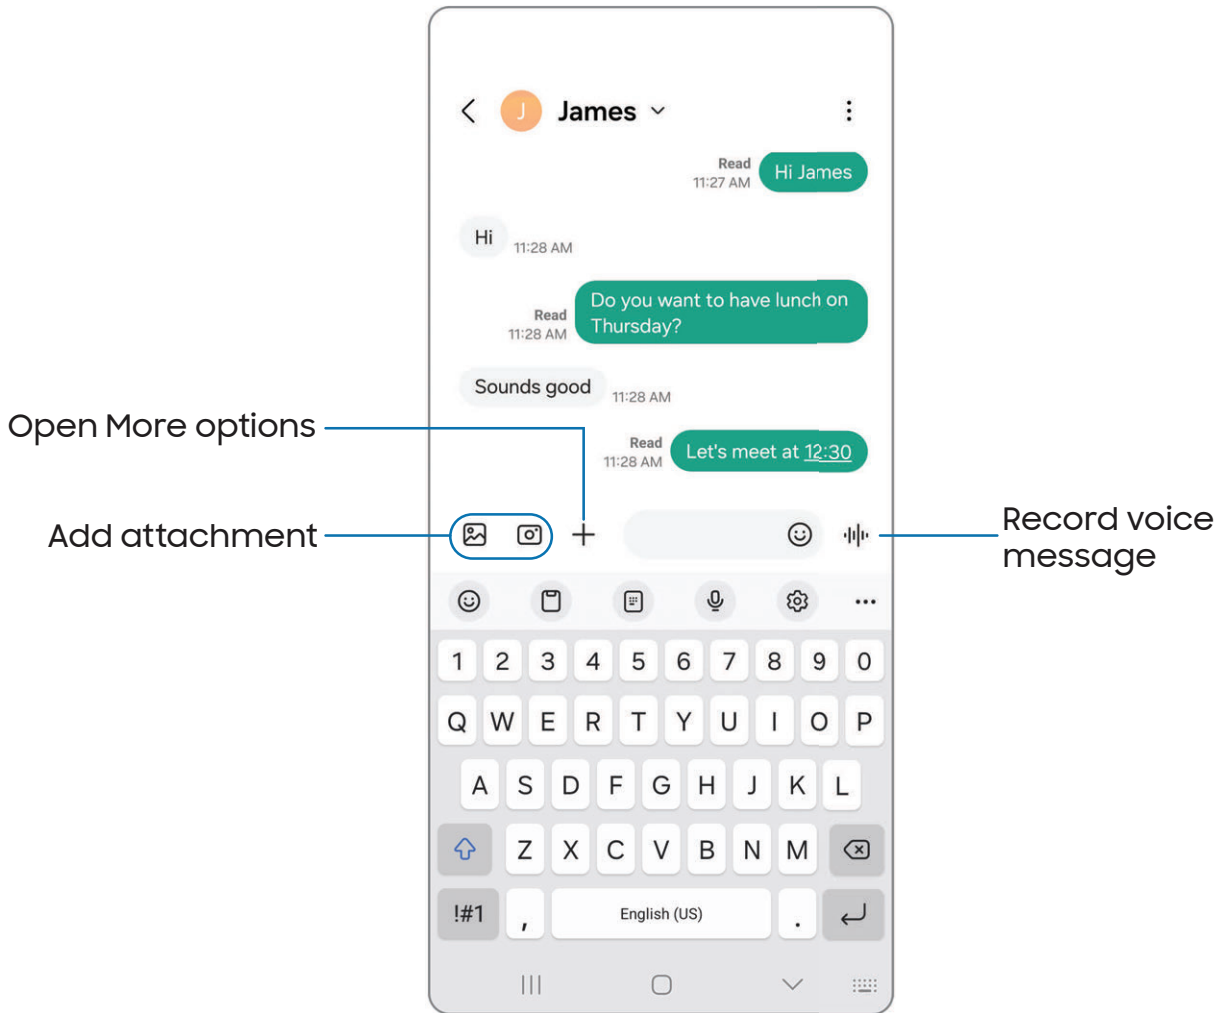 J James
Read
11:27 AM
Hi James
Hi
11:28 AM
Do you want to have lunch on
Thursday?
Read
11:28 AM
Sounds good
11:28 AM
Open More options
Read
11:28 AM
Let's meet at 12:30
Add attachment
Record voice
message
1 2 3 4 5 6 7 8 9 0
Q W E R T Y U I O P
A S D F G H J K L
Z X C V B N M
!#1 , English (US) .